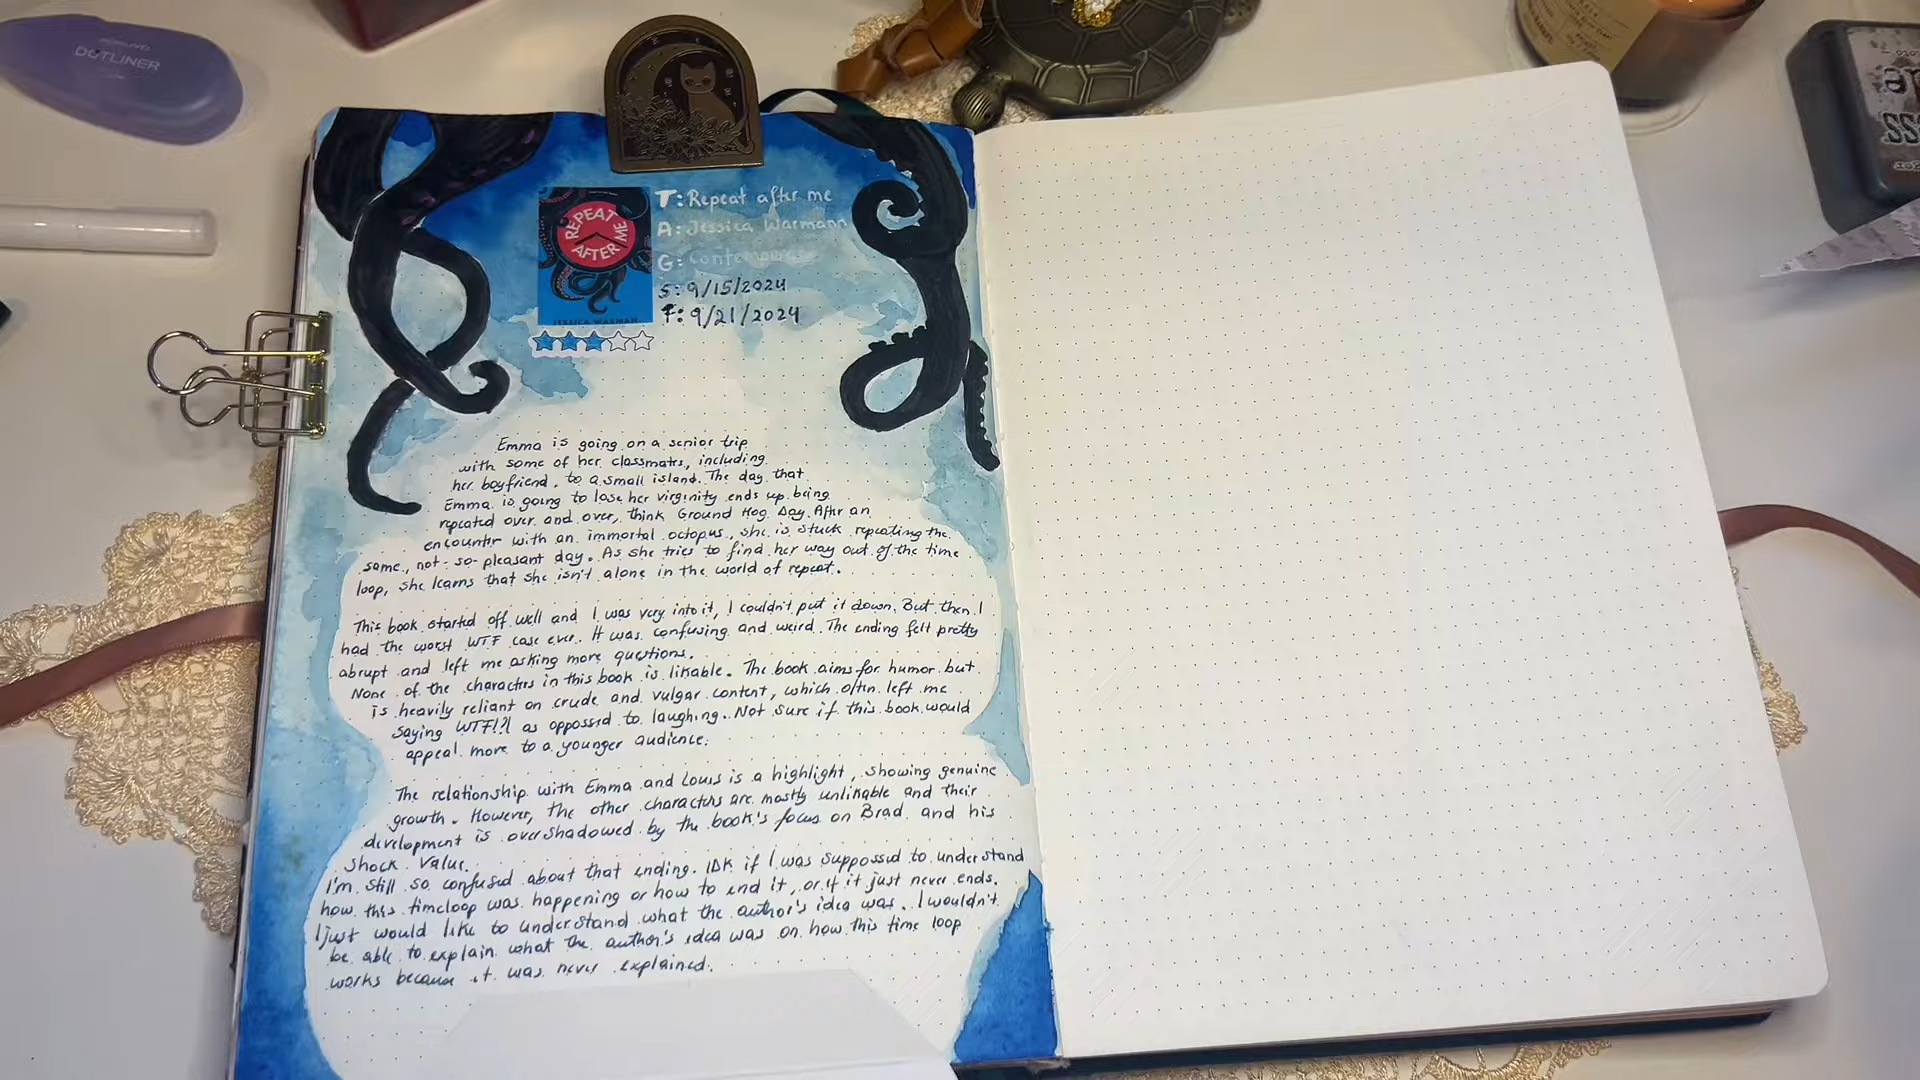 DOTLINER
T: Repeat after me
A: Jessica Warmann
G: Contemporary
S: 9/15/2024
F: 9/21/2024
REPEAT
AFTER ME
JESSICA WARMAN
Emma is going on a senior trip
with some of her classmates, including
her boyfriend, to a small island. The day that
Emma is going to lose her virginity ends up being
repeated over and over, think Ground Hog Day. After an
encounter with an immortal octopus, she is stuck repeating the
same, not-so-pleasant day. As she tries to find her way out of the time
loop, she learns that she isn't alone in the world of repeat.
This book started off well and I was very into it, I couldn't put it down. But then I
had the worst WTF case ever. It was confusing and weird. The ending felt pretty
abrupt and left me asking more questions.
None of the characters in this book is likable. The book aims for humor but
is heavily reliant on crude and vulgar content, which often left me
saying WTF!?! as oppossed to laughing. Not sure if this book would
appeal more to a younger audience.
The relationship with Emma and Louis is a highlight, showing genuine
growth. However, the other characters are mostly unlikable and their
development is overshadowed by the book's focus on Brad and his
shock value.
I'm still so confused about that ending. IDK if I was suppossed to understand
how this timeloop was happening or how to end it, or if it just never ends.
I just would like to understand what the author's idea was. I wouldn't
be able to explain what the author's idea was on how this time loop
works because it was never explained.